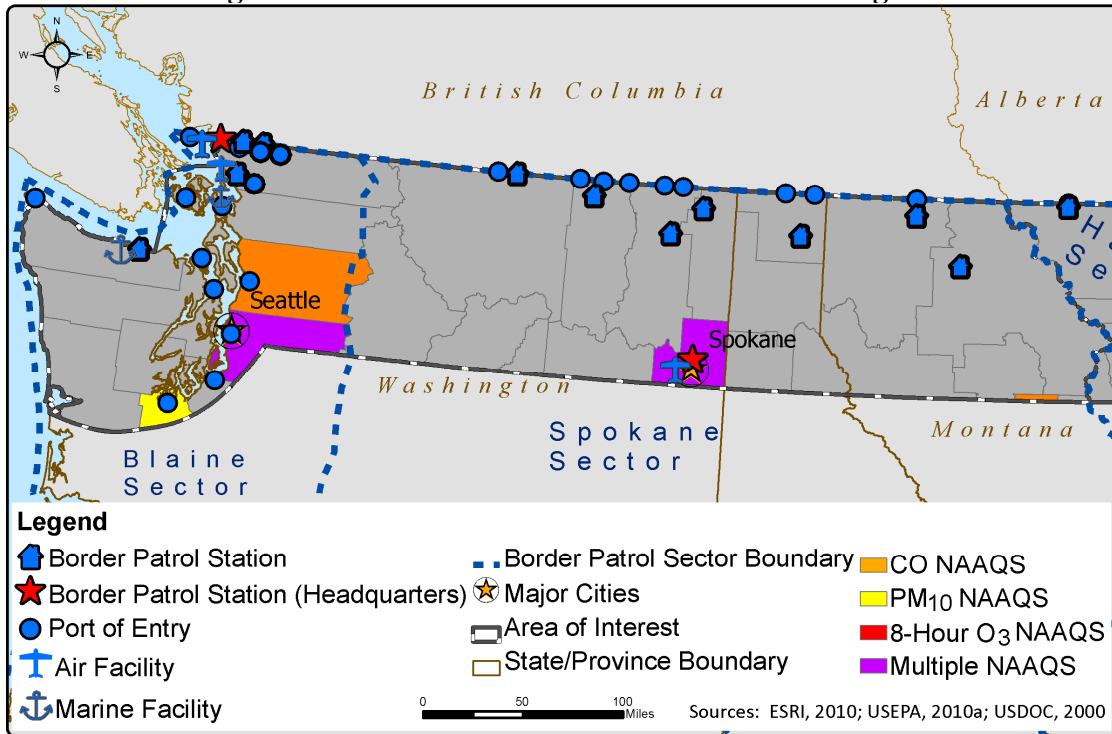 N
W E
S
British Columbia
Alberta
Seattle
Spokane
Washington
Montana
Blaine
Sector
Spokane
Sector
H
Se
Legend
Border Patrol Station
Border Patrol Station (Headquarters)
Port of Entry
Air Facility
Marine Facility
Border Patrol Sector Boundary
Major Cities
Area of Interest
State/Province Boundary
CO NAAQS
PM10 NAAQS
8-Hour O3 NAAQS
Multiple NAAQS
0 50 100
Miles
Sources: ESRI, 2010; USEPA, 2010a; USDOC, 2000